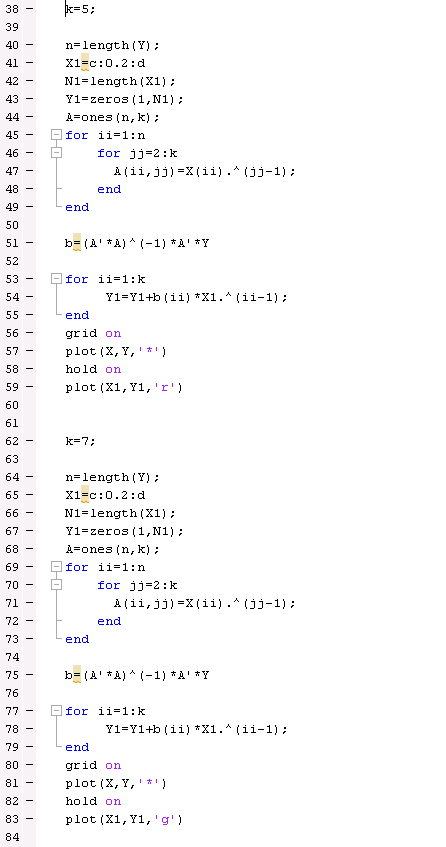 38 – k=5;
39
40 – n=length(Y);
41 – X1=c:0.2:d
42 – N1=length(X1);
43 – Y1=zeros(1,N1);
44 – A=ones(n,k);
45 – for ii=1:n
46 – for jj=2:k
47 – A(ii,jj)=X(ii).^(jj-1);
48 – end
49 – end
50
51 – b=(A'*A)^(-1)*A'*Y
52
53 – for ii=1:k
54 – Y1=Y1+b(ii)*X1.^(ii-1);
55 – end
56 – grid on
57 – plot(X,Y,'*')
58 – hold on
59 – plot(X1,Y1,'r')
60
61
62 – k=7;
63
64 – n=length(Y);
65 – X1=c:0.2:d
66 – N1=length(X1);
67 – Y1=zeros(1,N1);
68 – A=ones(n,k);
69 – for ii=1:n
70 – for jj=2:k
71 – A(ii,jj)=X(ii).^(jj-1);
72 – end
73 – end
74
75 – b=(A'*A)^(-1)*A'*Y
76
77 – for ii=1:k
78 – Y1=Y1+b(ii)*X1.^(ii-1);
79 – end
80 – grid on
81 – plot(X,Y,'*')
82 – hold on
83 – plot(X1,Y1,'g')
84